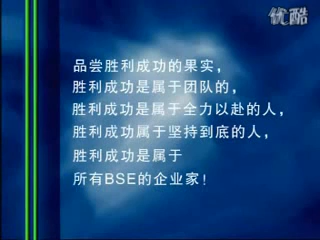 优酷
品尝胜利成功的果实，
胜利成功是属于团队的，
胜利成功是属于全力以赴的人，
胜利成功属于坚持到底的人，
胜利成功是属于
所有BSE的企业家！